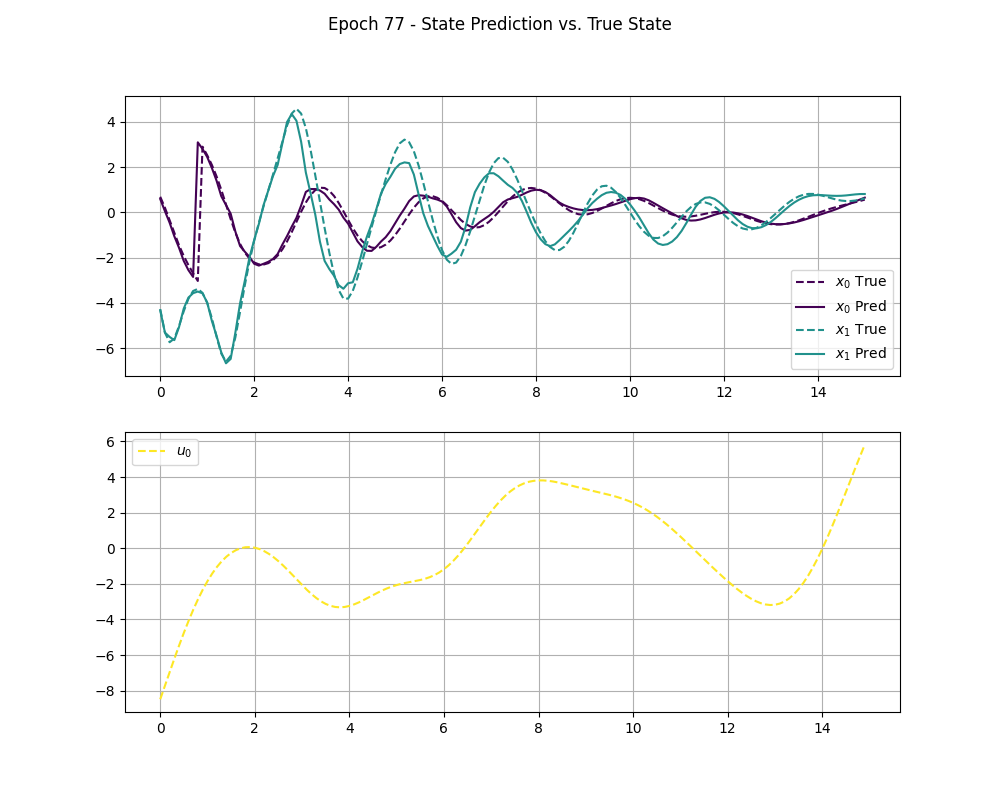 Epoch 77 - State Prediction vs. True State
4
2
0
−2
−4
−6
x₀ True
x₀ Pred
x₁ True
x₁ Pred
0 2 4 6 8 10 12 14
6
4
2
0
−2
−4
−6
−8
u₀
0 2 4 6 8 10 12 14